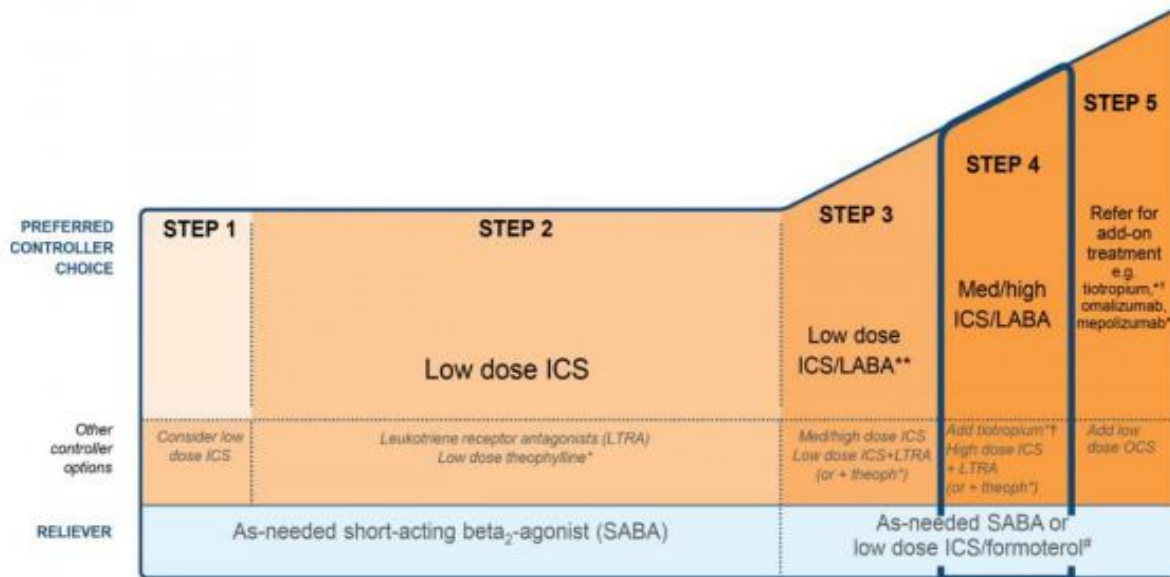 STEP 5
STEP 4
STEP 3
PREFERRED
CONTROLLER
CHOICE
STEP 1
STEP 2
Refer for
add-on
treatment
e.g.
tiotropium,*†
omalizumab,
mepolizumab*
Med/high
ICS/LABA
Low dose
ICS/LABA**
Low dose ICS
Other
controller
options
Consider low
dose ICS
Leukotriene receptor antagonists (LTRA)
Low dose theophylline*
Med/high dose ICS
Low dose ICS+LTRA
(or + theoph*)
Add tiotropium*†
High dose ICS
+ LTRA
(or + theoph*)
Add low
dose OCS
RELIEVER
As-needed short-acting beta₂-agonist (SABA)
As-needed SABA or
low dose ICS/formoterol#